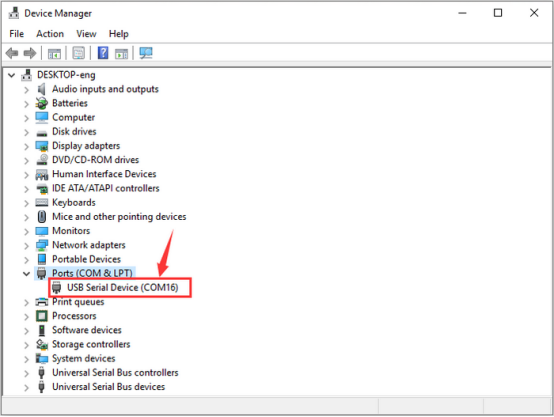 Device Manager
File Action View Help
DESKTOP-eng
Audio inputs and outputs
Batteries
Computer
Disk drives
Display adapters
DVD/CD-ROM drives
Human Interface Devices
IDE ATA/ATAPI controllers
Keyboards
Mice and other pointing devices
Monitors
Network adapters
Portable Devices
Ports (COM & LPT)
USB Serial Device (COM16)
Print queues
Processors
Software devices
Storage controllers
System devices
Universal Serial Bus controllers
Universal Serial Bus devices